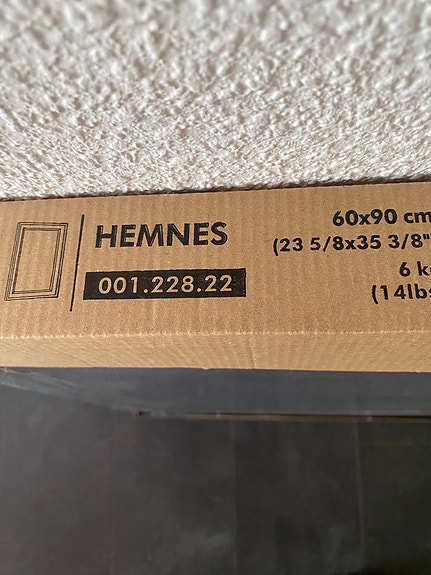 HEMNES
001.228.22
60x90 cm
(23 5/8x35 3/8")
6 k
(14lbs